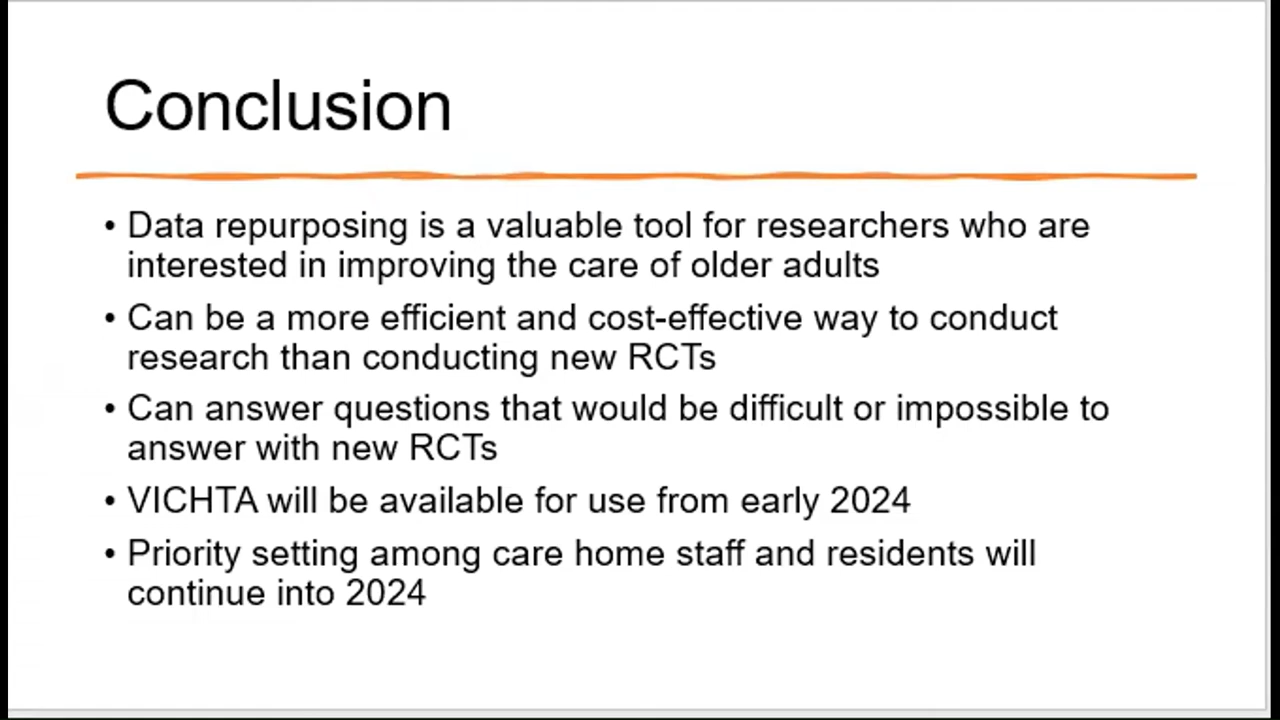 Conclusion
• Data repurposing is a valuable tool for researchers who are
interested in improving the care of older adults
• Can be a more efficient and cost-effective way to conduct
research than conducting new RCTs
• Can answer questions that would be difficult or impossible to
answer with new RCTs
• VICHTA will be available for use from early 2024
• Priority setting among care home staff and residents will
continue into 2024